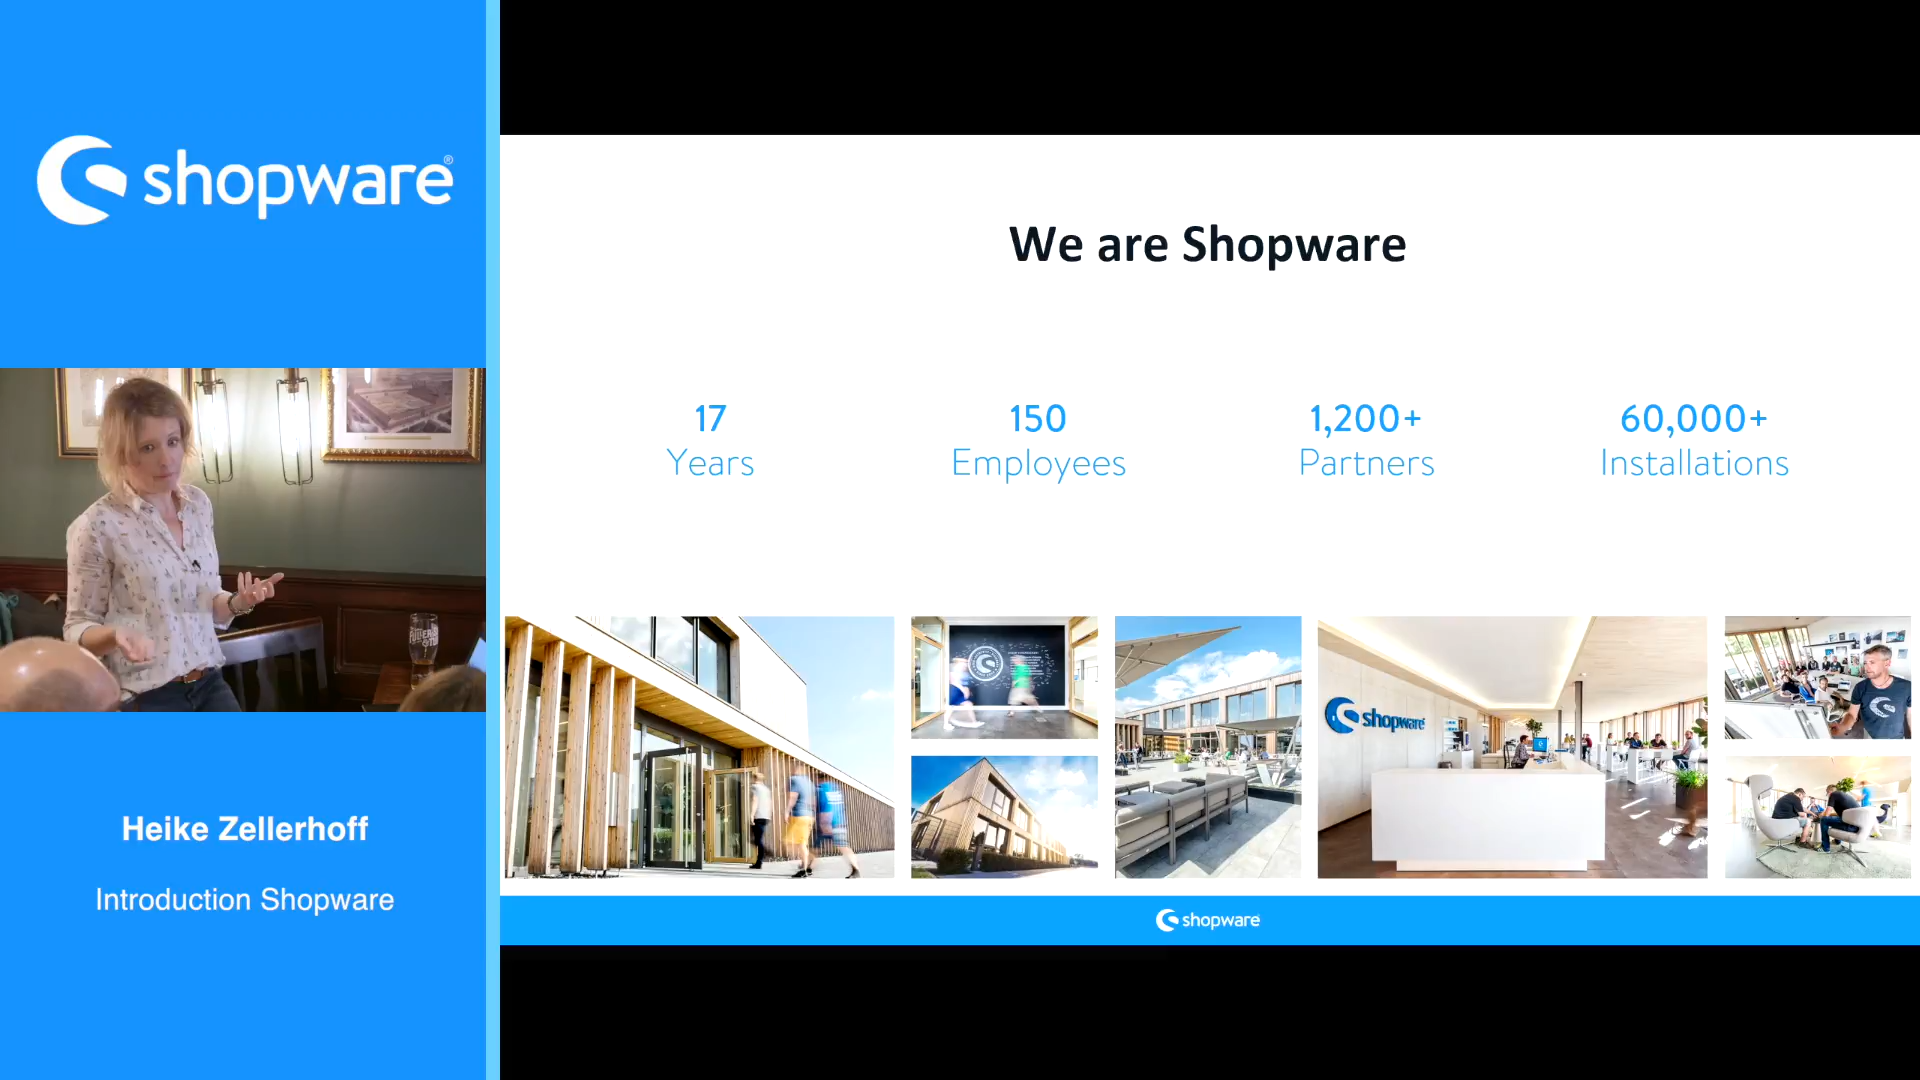 shopware®
Heike Zellerhoff
Introduction Shopware
We are Shopware
17
Years
150
Employees
1,200+
Partners
60,000+
Installations
shopware
shopware